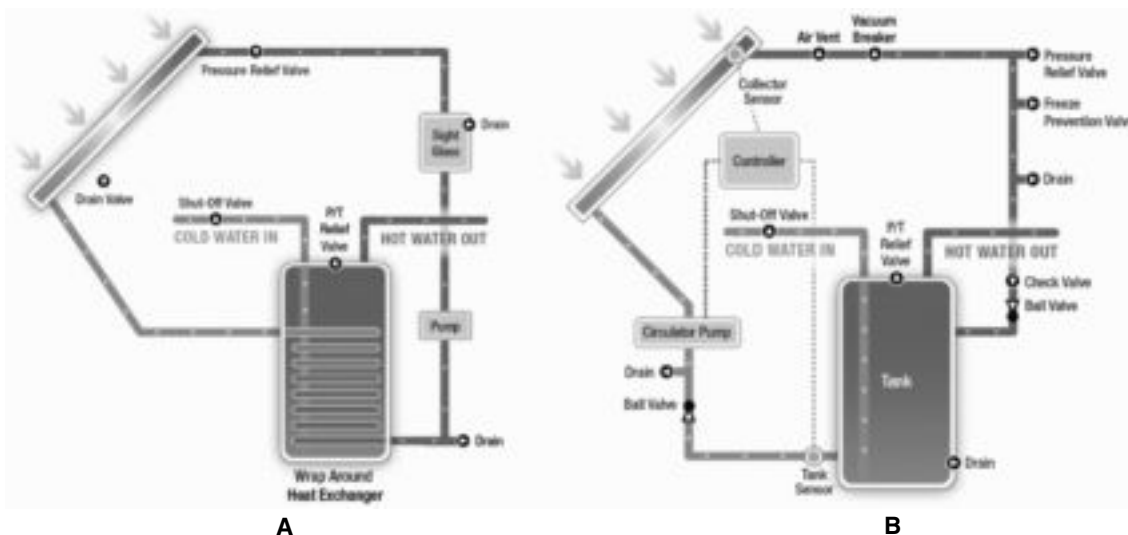 Pressure Relief Valve
Sight
Glass
Drain
Drain Valve
Shut-Off Valve
COLD WATER IN
P/T
Relief
Valve
HOT WATER OUT
Pump
Drain
Wrap Around
Heat Exchanger
A
Air Vent
Vacuum
Breaker
Pressure
Relief Valve
Collector
Sensor
Freeze
Prevention Valv
Controller
Drain
Shut-Off Valve
COLD WATER IN
P/T
Relief
Valve
HOT WATER OUT
Check Valve
Ball Valve
Circulator Pump
Drain
Ball Valve
Tank
Tank
Sensor
Drain
B